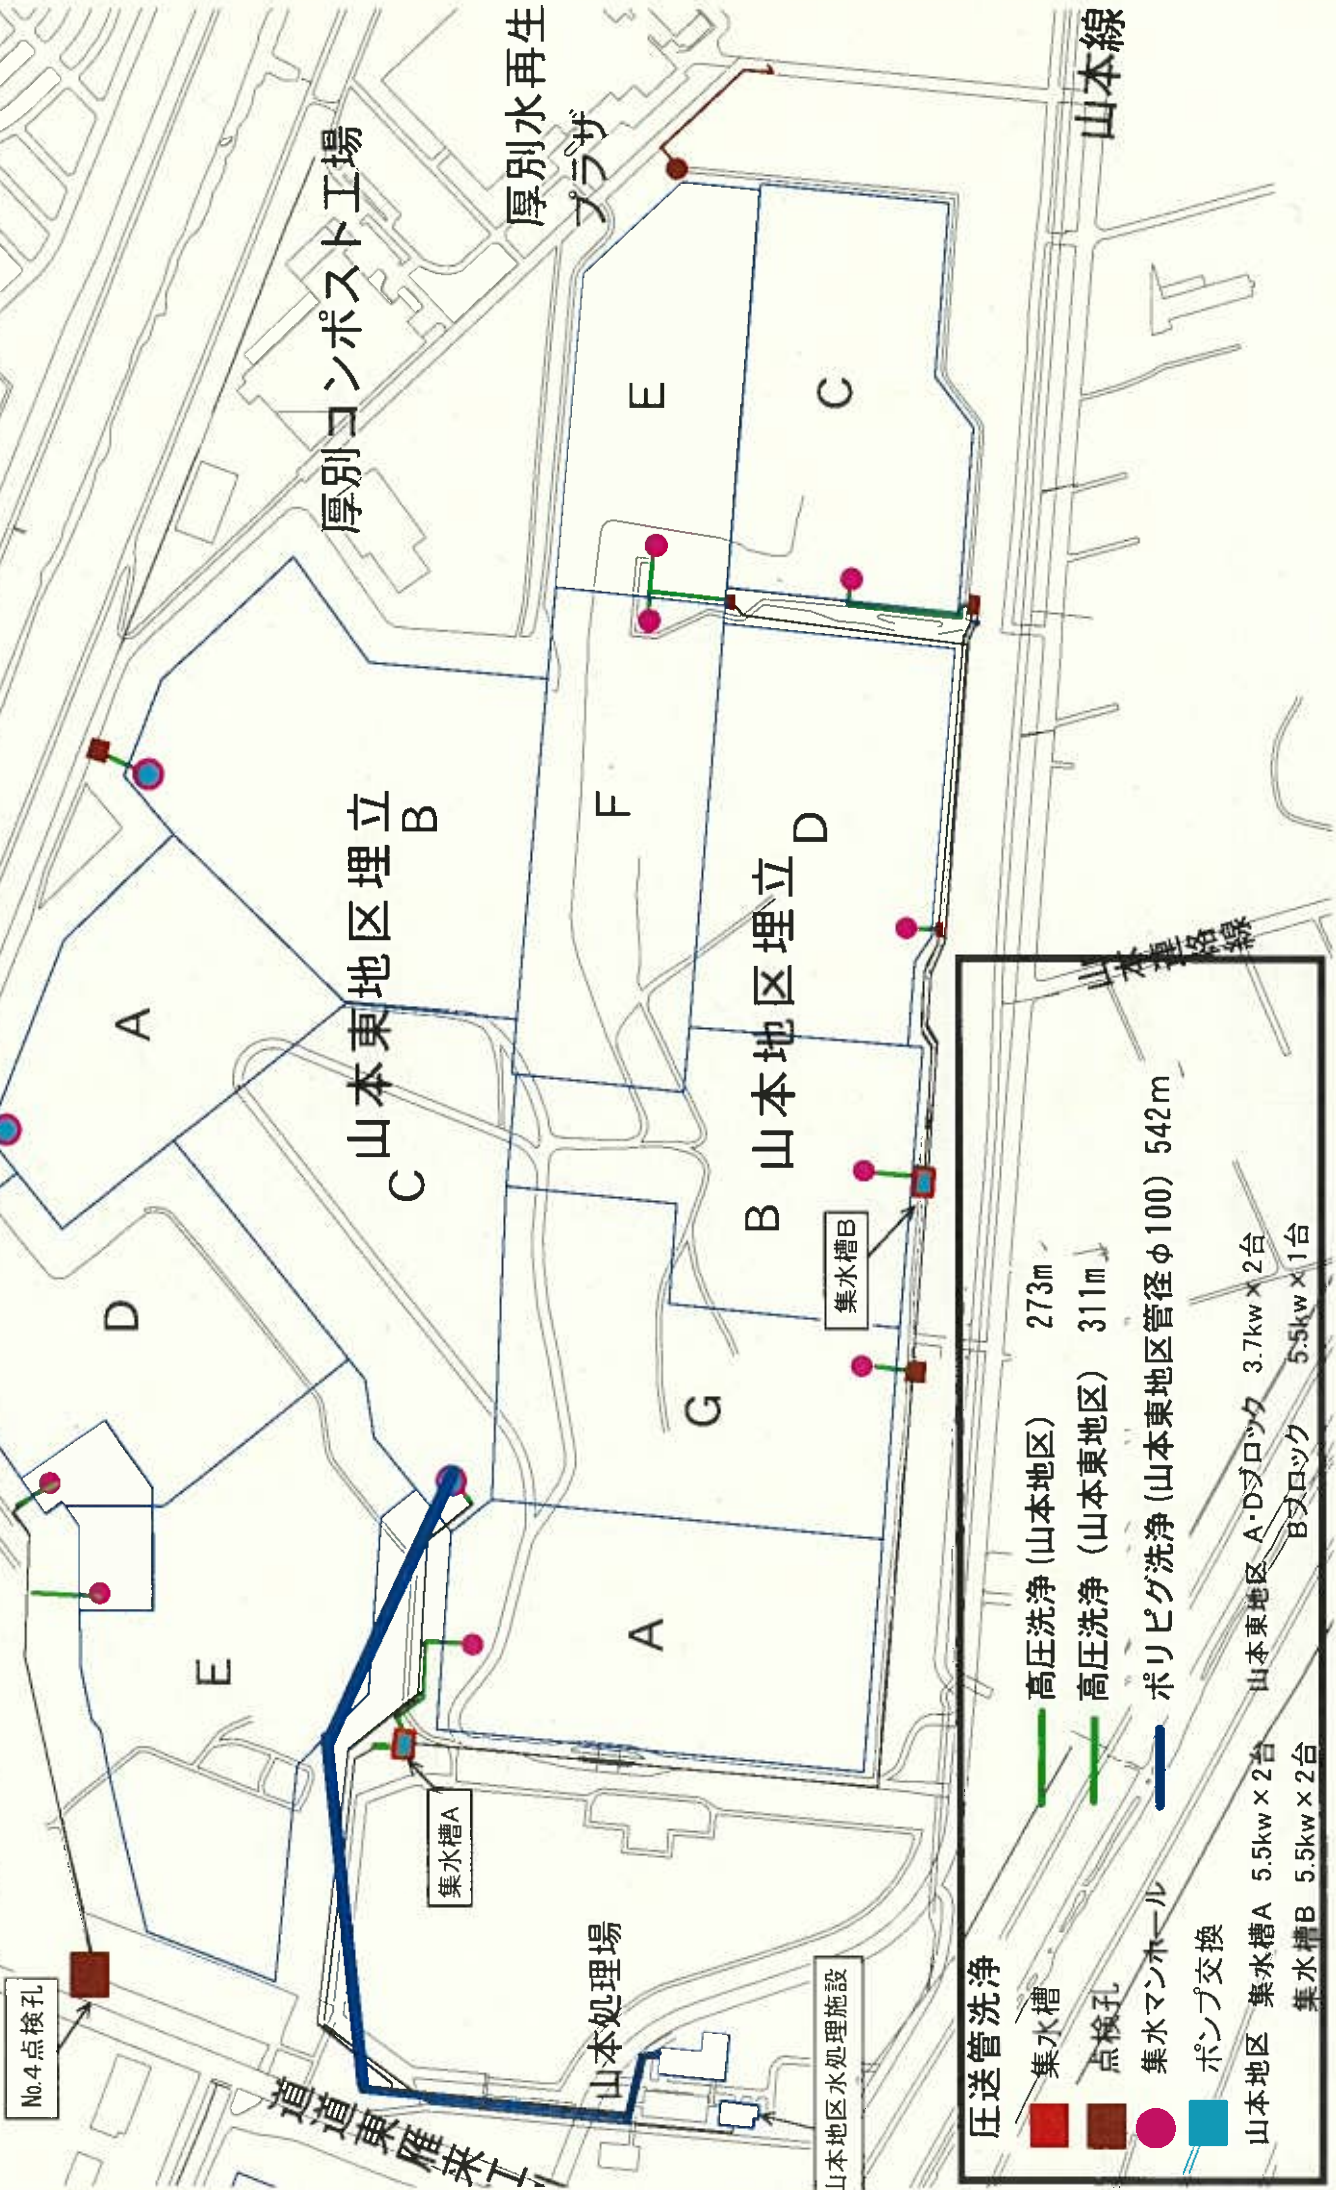 No.4点検孔
道道東雁来
山本処理場
山本地区水処理施設
集水槽A
集水槽B
E
D
A
C
B
山本東地区埋立
A
G
B
F
D
山本地区埋立
E
C
厚別コンポスト工場
厚別水再生
プラザ
山本線
山本連絡線
圧送管洗浄
集水槽
点検孔
集水マンホール
ポンプ交換
高圧洗浄(山本地区) 273m
高圧洗浄(山本東地区) 311m
ポリピグ洗浄(山本東地区管径φ100) 542m
山本地区 集水槽A 5.5kw×2台 山本東地区 A・Dブロック 3.7kw×2台
集水槽B 5.5kw×2台 Bブロック 5.5kw×1台